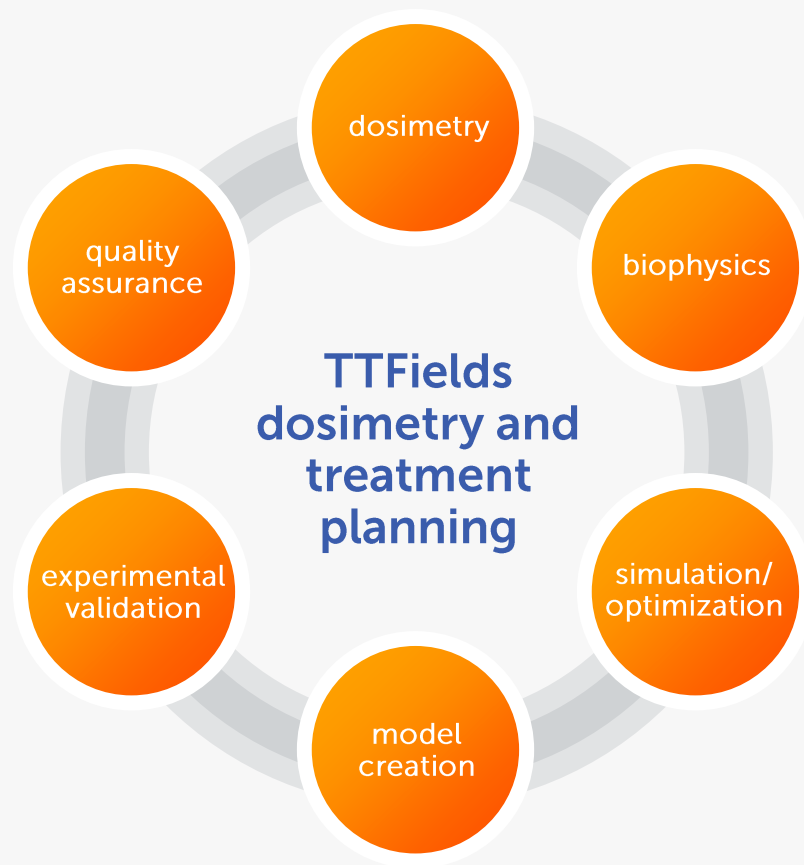 dosimetry
quality
assurance
biophysics
TTFields
dosimetry and
treatment
planning
experimental
validation
simulation/
optimization
model
creation